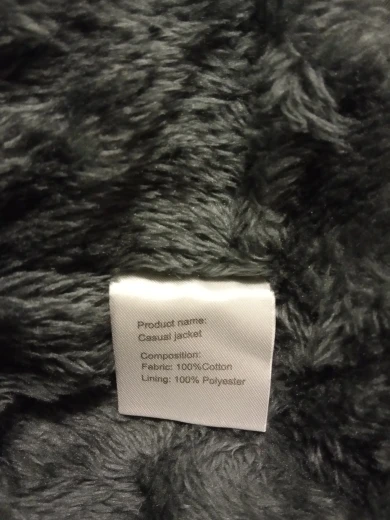 Product name:
Casual jacket
Composition:
Fabric: 100%Cotton
Lining: 100% Polyester